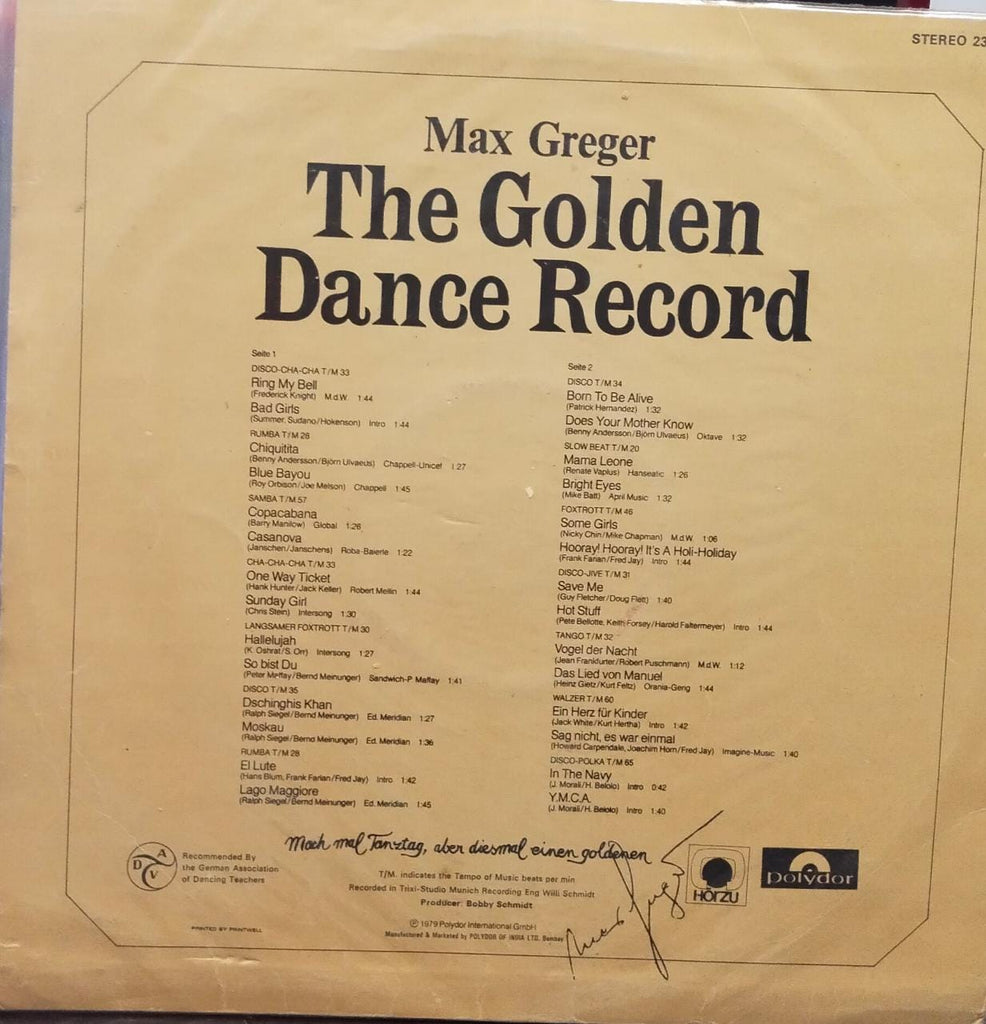 STEREO 23
Max Greger
The Golden
Dance Record
Seite 1
DISCO-CHA-CHA T/M 33
Ring My Bell
(Frederick Knight) M.d.W. 1:44
Bad Girls
(Summer, Sudano/Hokenson) Intro 1:44
RUMBA T/M 28
Chiquitita
(Benny Andersson/Björn Ulvaeus) Chappell-Unicef 1:27
Blue Bayou
(Roy Orbison/Joe Melson) Chappell 1:45
SAMBA T/M 57
Copacabana
(Barry Manilow) Global 1:26
Casanova
(Janschen/Janschens) Roba-Baierle 1:22
CHA-CHA-CHA T/M 33
One Way Ticket
(Hank Hunter/Jack Keller) Robert Mellin 1:44
Sunday Girl
(Chris Stein) Intersong 1:30
LANGSAMER FOXTROTT T/M 30
Hallelujah
(K. Oshrat/S. Orr) Intersong 1:27
So bist Du
(Peter Maffay/Bernd Meinunger) Sandwich-P. Maffay 1:41
DISCO T/M 35
Dschinghis Khan
(Ralph Siegel/Bernd Meinunger) Ed. Meridian 1:27
Moskau
(Ralph Siegel/Bernd Meinunger) Ed. Meridian 1:36
RUMBA T/M 28
El Lute
(Hans Blum, Frank Farian/Fred Jay) Intro 1:42
Lago Maggiore
(Ralph Siegel/Bernd Meinunger) Ed. Meridian 1:45
Seite 2
DISCO T/M 34
Born To Be Alive
(Patrick Hernandez) 1:32
Does Your Mother Know
(Benny Andersson/Björn Ulvaeus) Oktave 1:32
SLOW BEAT T/M 20
Mama Leone
(Renate Vaplus) Hanseatic 1:26
Bright Eyes
(Mike Batt) April Music 1:32
FOXTROTT T/M 46
Some Girls
(Nicky Chin/Mike Chapman) M.d.W. 1:06
Hooray! Hooray! It's A Holi-Holiday
(Frank Farian/Fred Jay) Intro 1:44
DISCO-JIVE T/M 31
Save Me
(Guy Fletcher/Doug Flett) 1:40
Hot Stuff
(Pete Bellotte, Keith Forsey/Harold Faltermeyer) Intro 1:44
TANGO T/M 32
Vogel der Nacht
(Jean Frankfurter/Robert Puschmann) M.d.W. 1:12
Das Lied von Manuel
(Heinz Gietz/Kurt Feltz) Orania-Geng 1:44
WALZER T/M 60
Ein Herz für Kinder
(Jack White/Kurt Hertha) Intro 1:42
Sag nicht, es war einmal
(Howard Carpendale, Joachim Horn/Fred Jay) Imagine-Music 1:40
DISCO-POLKA T/M 65
In The Navy
(J. Morali/H. Belolo) Intro 0:42
Y.M.C.A.
(J. Morali/H. Belolo) Intro 1:40
Mach mal Tanztag, aber diesmal einen goldenen
DAV
Recommended By
the German Association
of Dancing Teachers
T/M. indicates the Tempo of Music beats per min
Recorded in Trixi-Studio Munich Recording Eng Willi Schmidt
Producer: Bobby Schmidt
℗ 1979 Polydor International GmbH
Manufactured & Marketed by POLYDOR OF INDIA LTD. Bombay
PRINTED BY PRINTWELL
Max Greger
HÖRZU
polydor